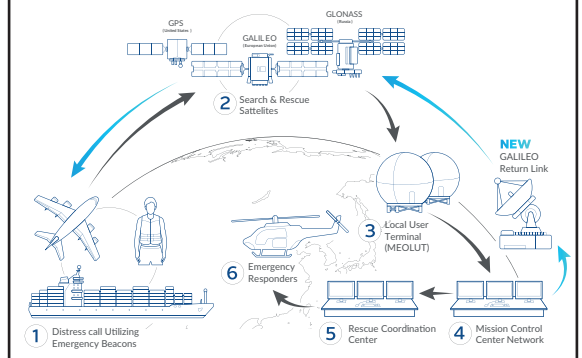 GPS
(United States )
GALILEO
(European Union)
GLONASS
(Russia)
2 Search & Rescue
Sattelites
NEW
GALILEO
Return Link
3 Local User
Terminal
(MEOLUT)
6 Emergency
Responders
1 Distress call Utilizing
Emergency Beacons
5 Rescue Coordination
Center
4 Mission Control
Center Network